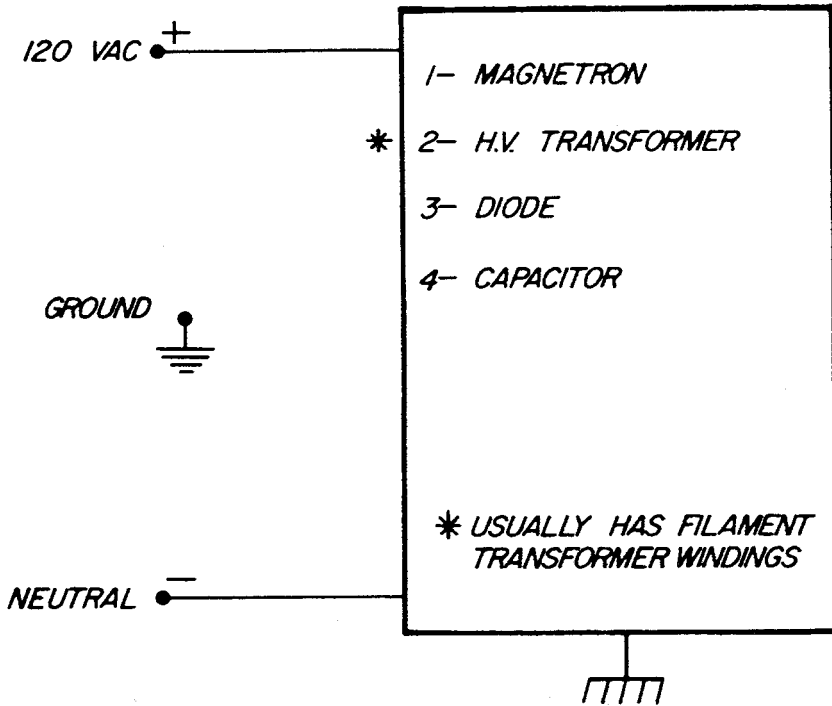 120 VAC +
1- MAGNETRON
* 2- H.V. TRANSFORMER
3- DIODE
4- CAPACITOR
GROUND
* USUALLY HAS FILAMENT
TRANSFORMER WINDINGS
NEUTRAL -